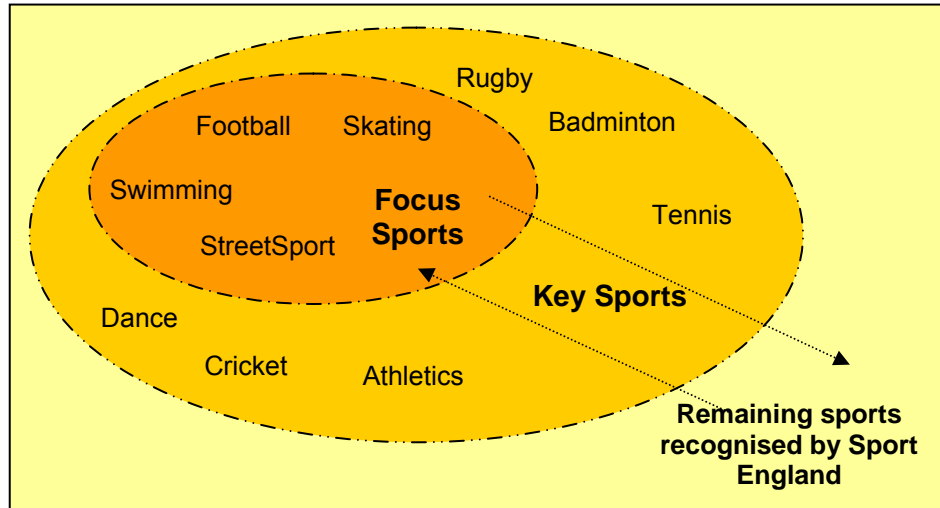 Rugby
Football Skating
Badminton
Swimming
Focus
Sports
Tennis
StreetSport
Key Sports
Dance
Cricket
Athletics
Remaining sports
recognised by Sport
England